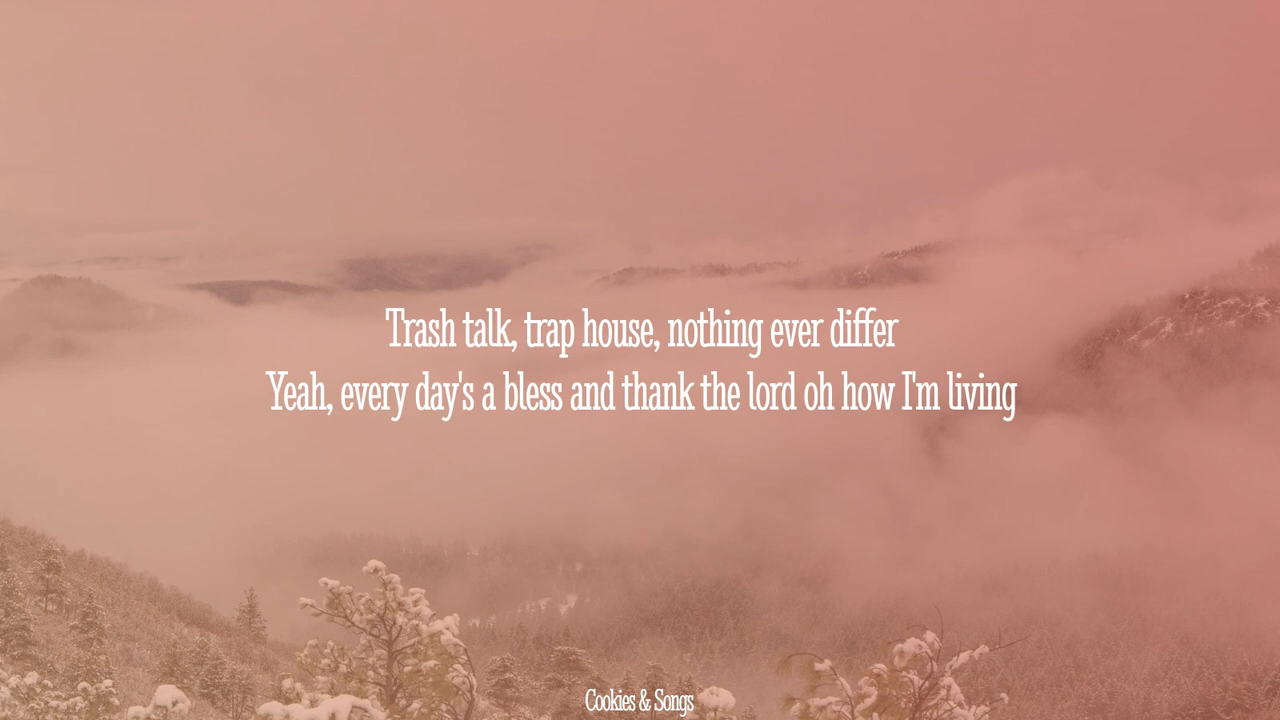 Trash talk, trap house, nothing ever differ
Yeah, every day's a bless and thank the lord oh how I'm living
Cookies & Songs